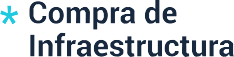 * Compra de
Infraestructura